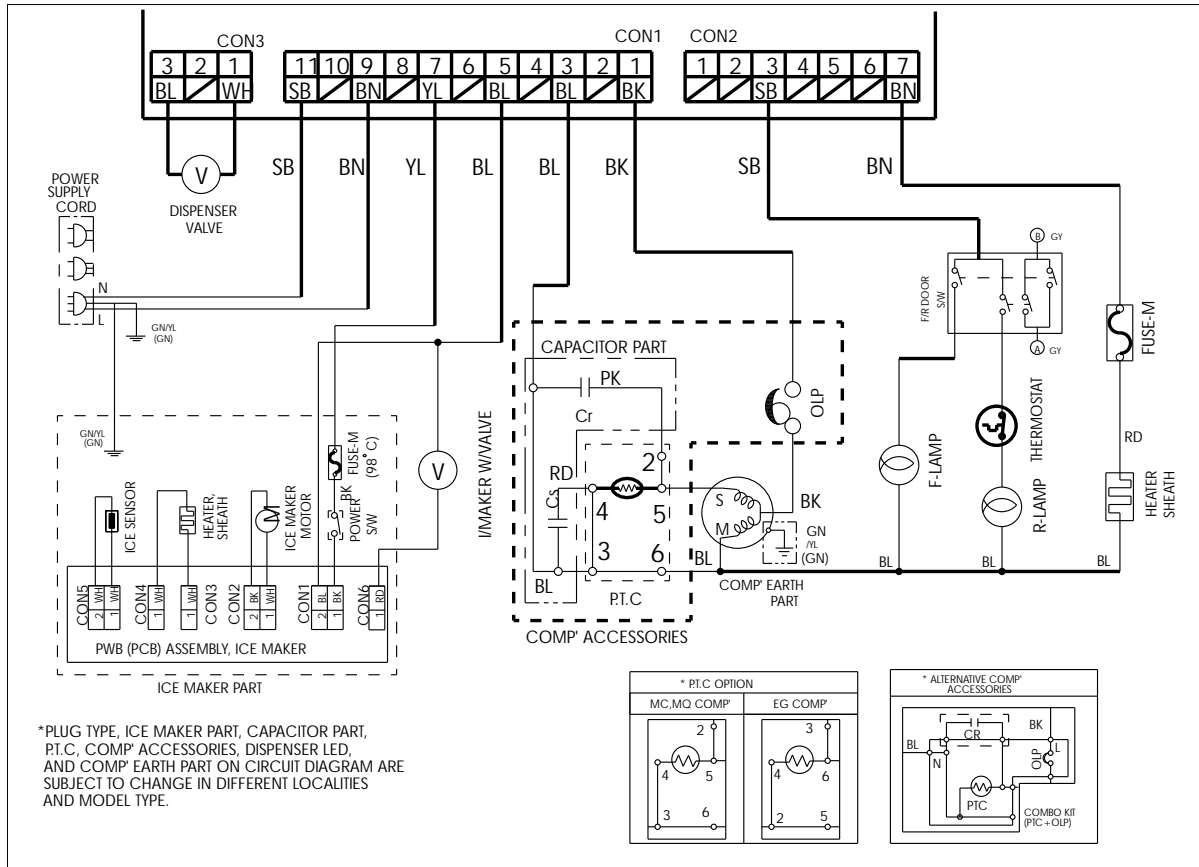 CON3
CON1
CON2
3 2 1
BL WH
11 10 9 8 7 6 5 4 3 2 1
SB BN YL BL BL BK
1 2 3 4 5 6 7
SB BN
SB
BN
YL
BL
BL
BK
SB
BN
V
DISPENSER
VALVE
POWER
SUPPLY
CORD
N
L
GN/YL
(GN)
GN/YL
(GN)
B GY
F/R DOOR
S/W
A GY
FUSE-M
CAPACITOR PART
PK
Cr
OLP
THERMOSTAT
RD
F-LAMP
R-LAMP
HEATER
SHEATH
I/MAKER W/VALVE
V
FUSE-M
(98˚C)
BK
POWER
S/W
ICE SENSOR
HEATER,
SHEATH
M
ICE MAKER
MOTOR
RD
Cs
2
4
5
3
6
BL
P.T.C
S
M
BK
GN
/YL
(GN)
BL
COMP' EARTH
PART
BL
BL
BL
COMP' ACCESSORIES
CON5
2 WH
1 WH
CON4
1 WH
1 WH
CON3
CON2
2 BK
1 WH
CON1
2 BL
1 BK
CON6
1 RD
PWB (PCB) ASSEMBLY, ICE MAKER
ICE MAKER PART
*PLUG TYPE, ICE MAKER PART, CAPACITOR PART,
P.T.C, COMP' ACCESSORIES, DISPENSER LED,
AND COMP' EARTH PART ON CIRCUIT DIAGRAM ARE
SUBJECT TO CHANGE IN DIFFERENT LOCALITIES
AND MODEL TYPE.
* P.T.C OPTION
MC,MQ COMP'
EG COMP'
2
4
5
3
6
3
4
6
2
5
* ALTERNATIVE COMP'
ACCESSORIES
CR
BK
BL
N
L
OLP
PTC
COMBO KIT
(PTC + OLP)